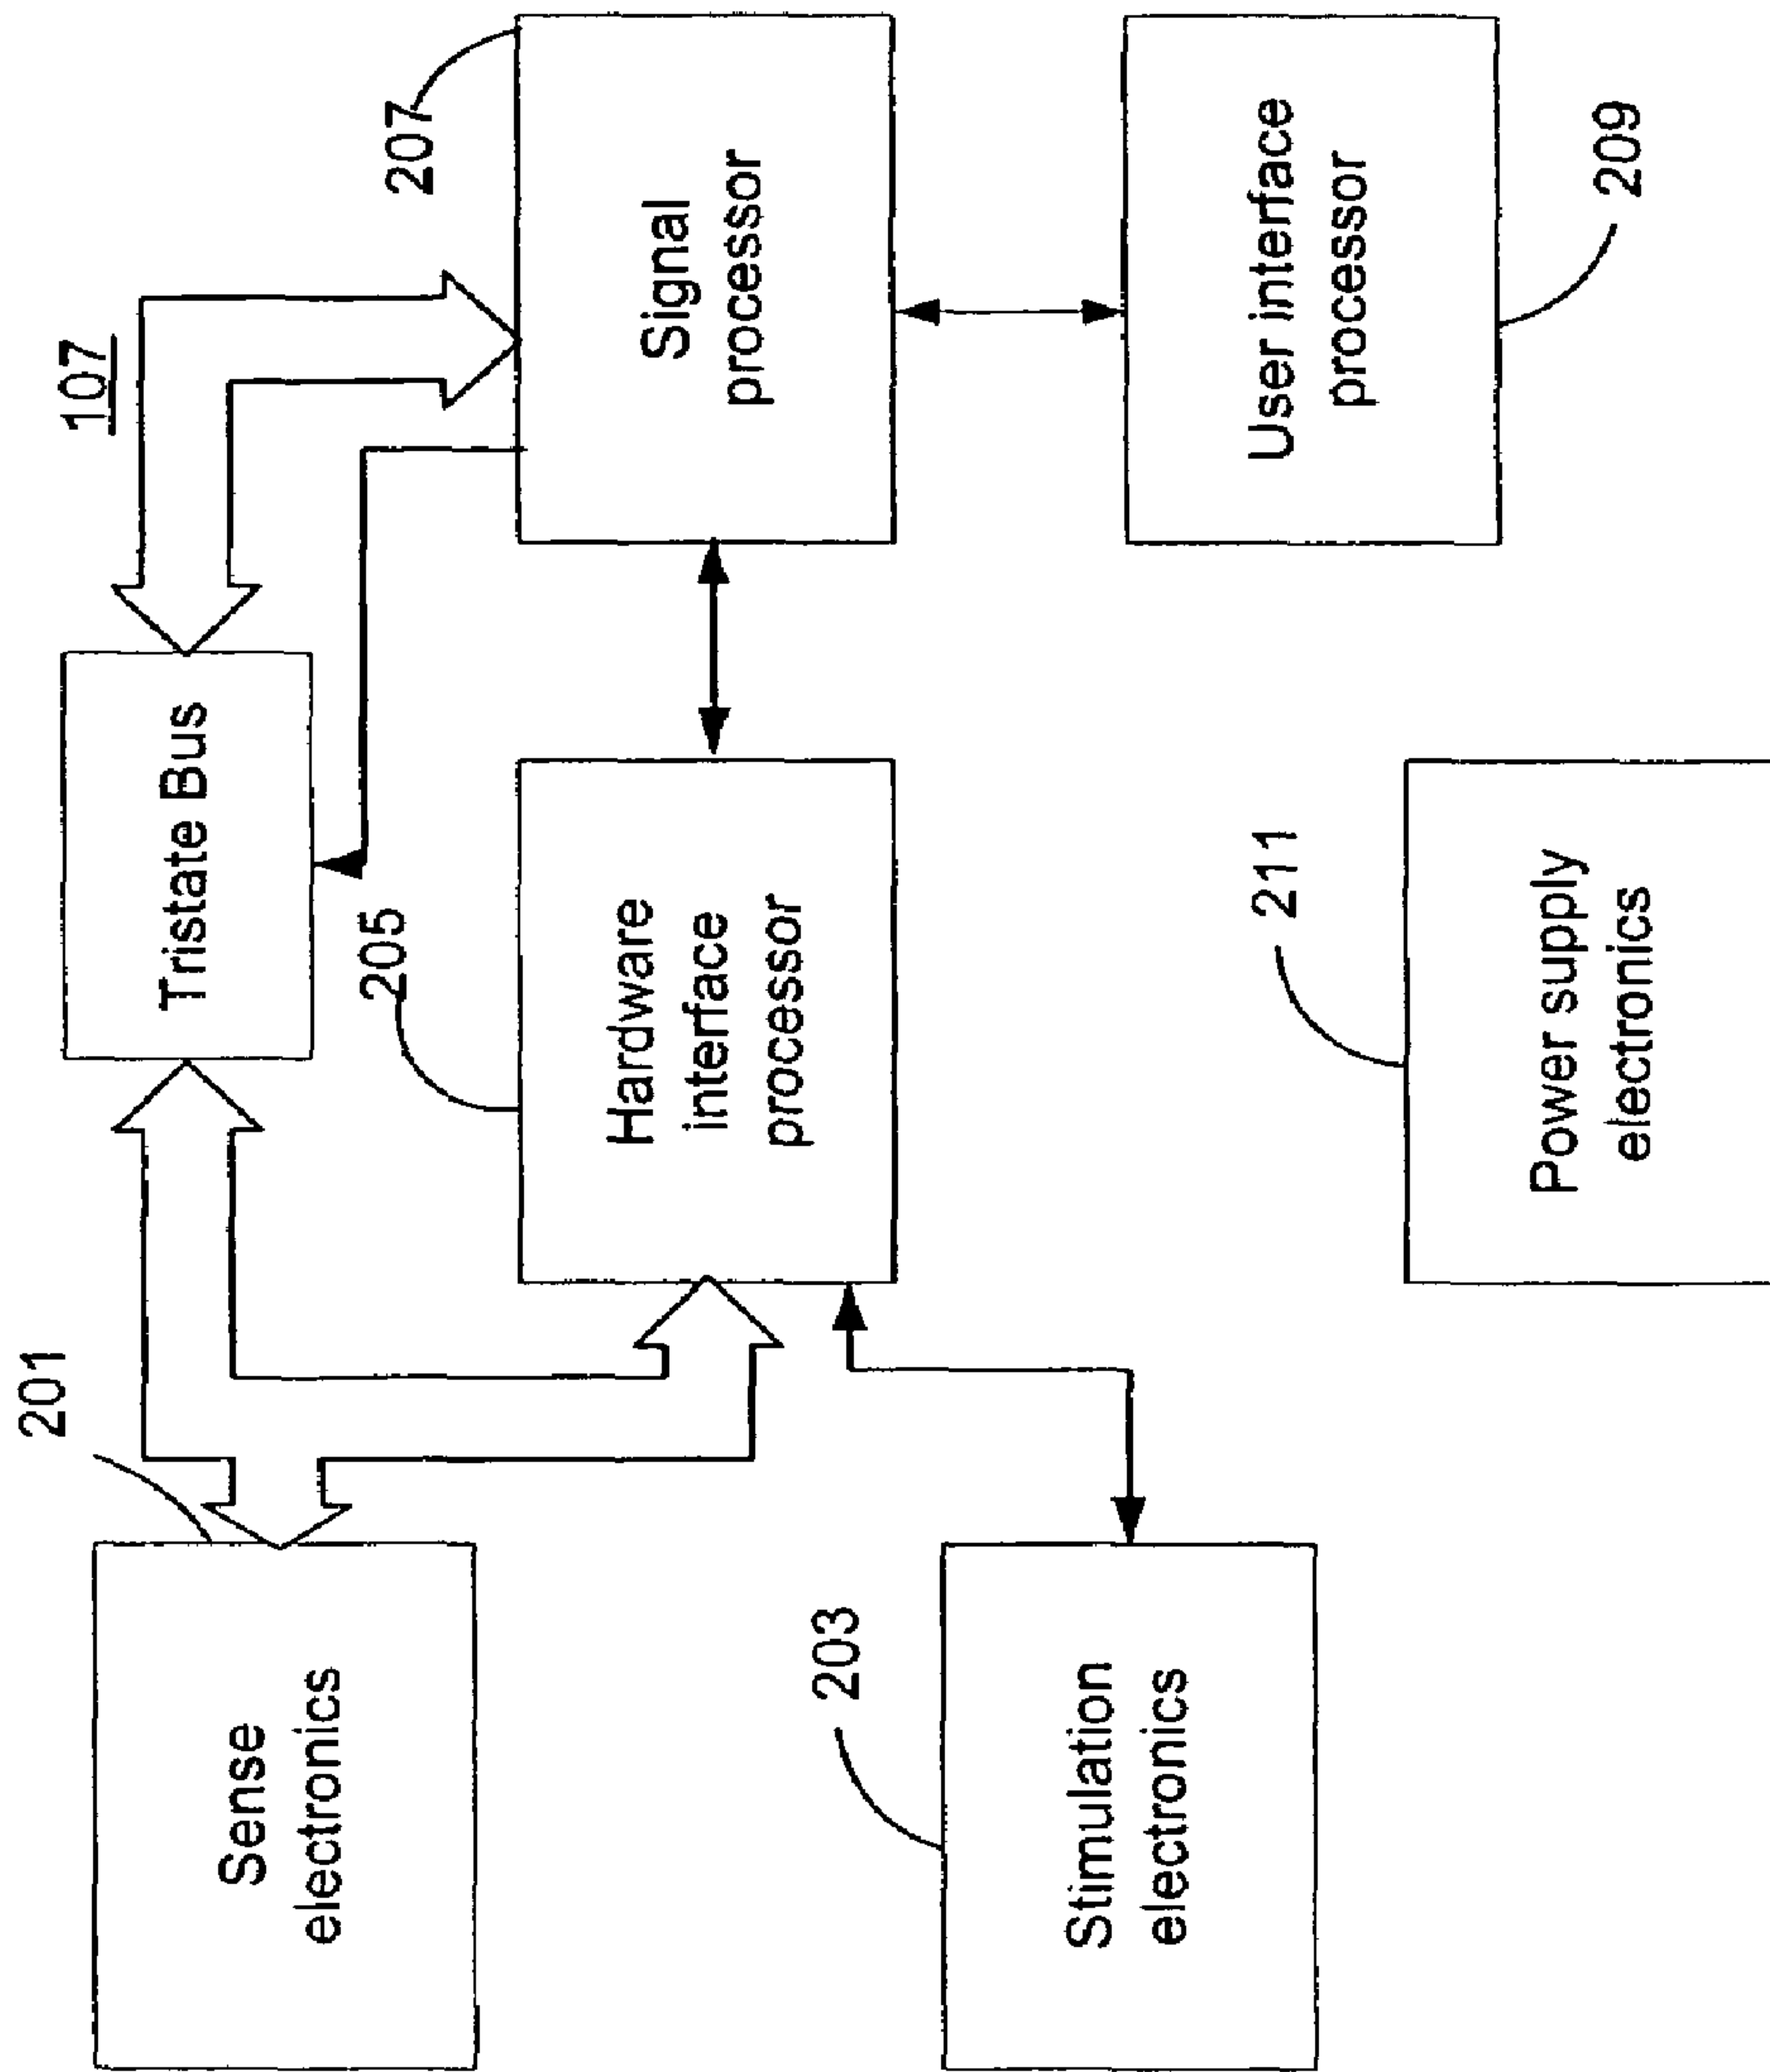 201
107
Tristate Bus
Sense
electronics
205
207
Hardware
interface
processor
Signal
processor
203
Stimulation
electronics
User interface
processor
211
Power supply
electronics
209